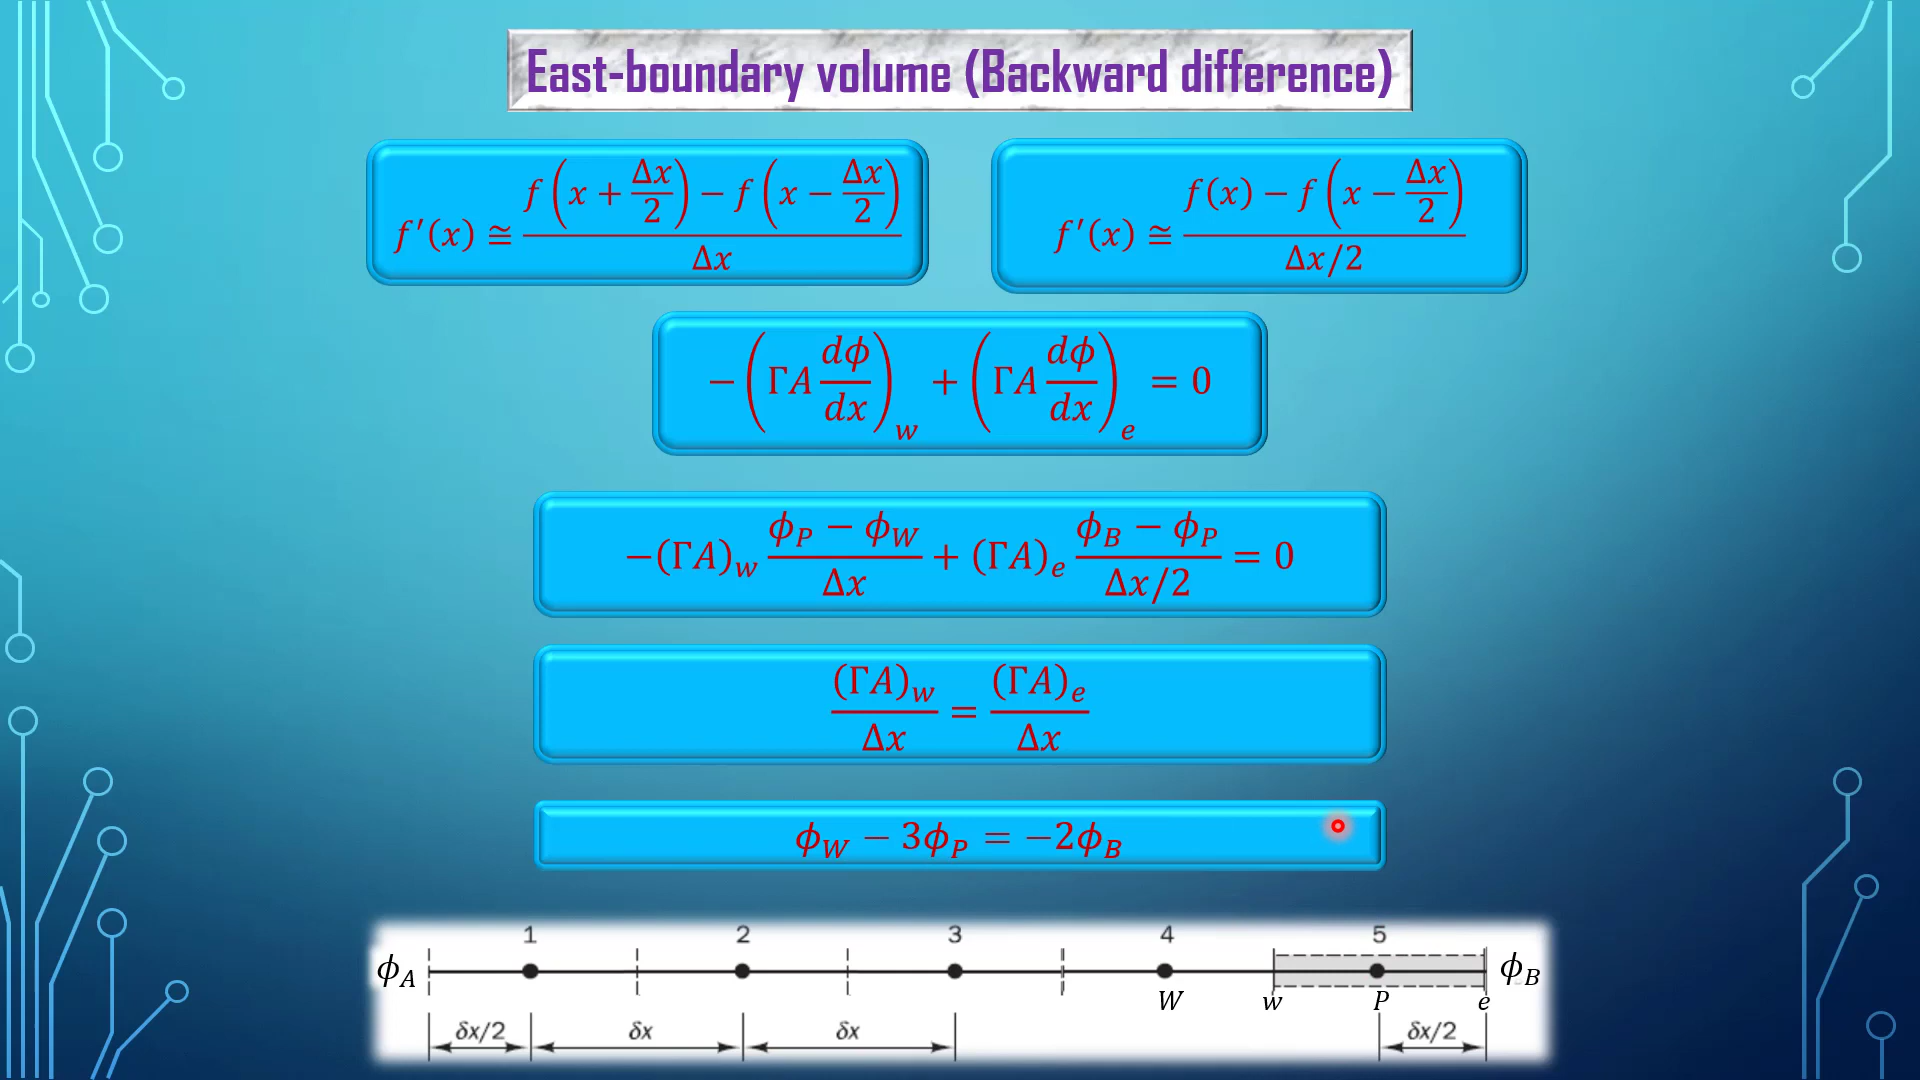 East-boundary volume (Backward difference)
f′(x) ≅ (f(x + Δx/2) − f(x − Δx/2)) / Δx
f′(x) ≅ (f(x) − f(x − Δx/2)) / (Δx/2)
−(ΓA dϕ/dx)_w + (ΓA dϕ/dx)_e = 0
−(ΓA)_w (ϕ_P − ϕ_W)/Δx + (ΓA)_e (ϕ_B − ϕ_P)/(Δx/2) = 0
(ΓA)_w/Δx = (ΓA)_e/Δx
ϕ_W − 3ϕ_P = −2ϕ_B
1 2 3 4 5
ϕ_A ϕ_B
W w P e
δx/2 δx δx δx/2